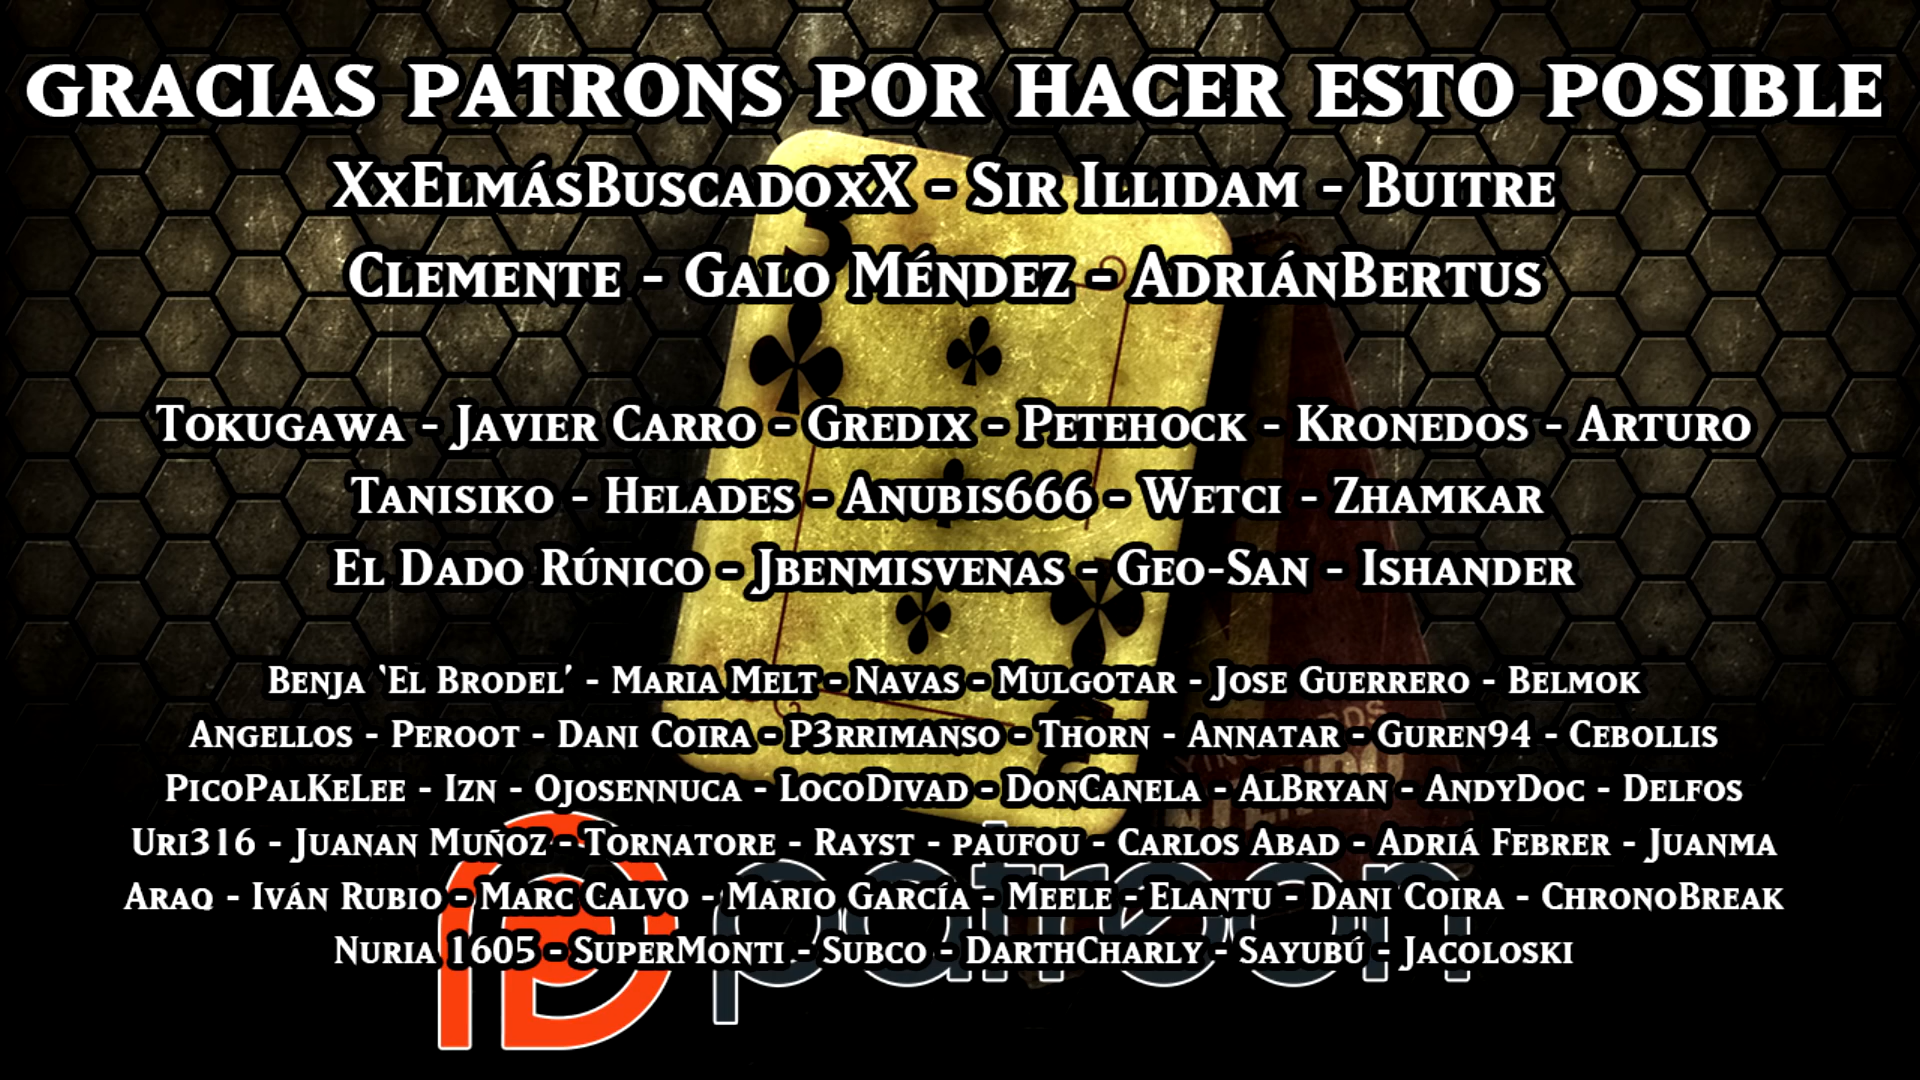 GRACIAS PATRONS POR HACER ESTO POSIBLE
XxElmásBuscadoxX - Sir Illidam - Buitre
Clemente - Galo Méndez - AdriánBertus
Tokugawa - Javier Carro - Gredix - Petehock - Kronedos - Arturo
Tanisiko - Helades - Anubis666 - Wetci - Zhamkar
El Dado Rúnico - Jbenmisvenas - Geo-San - Ishander
Benja 'El Brodel' - Maria Melt - Navas - Mulgotar - Jose Guerrero - Belmok
Angellos - Peroot - Dani Coira - P3rrimanso - Thorn - Annatar - Guren94 - Cebollis
PicoPalKeLee - Izn - Ojosennuca - LocoDivad - DonCanela - AlBryan - AndyDoc - Delfos
Uri316 - Juanan Muñoz - Tornatore - Rayst - paufou - Carlos Abad - Adriá Febrer - Juanma
Araq - Iván Rubio - Marc Calvo - Mario García - Meele - Elantu - Dani Coira - ChronoBreak
Nuria 1605 - SuperMonti - Subco - DarthCharly - Sayubú - Jacoloski
patreon